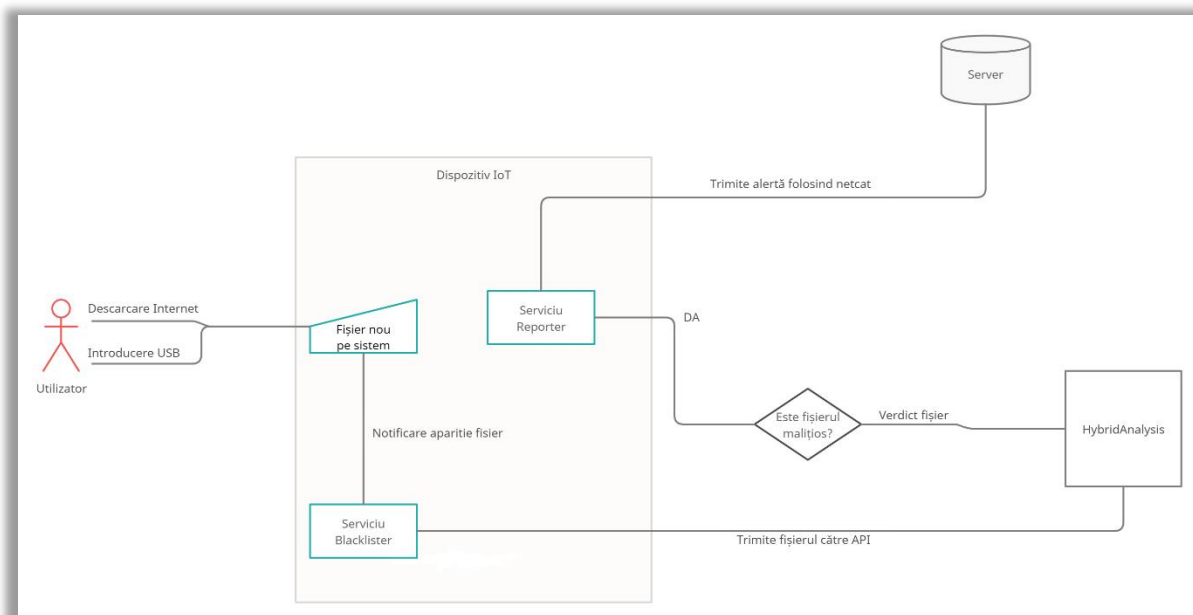 Server
Dispozitiv IoT
Trimite alertă folosind netcat
Descarcare Internet
Introducere USB
Utilizator
Fișier nou
pe sistem
Serviciu
Reporter
DA
Este fișierul
malițios?
Verdict fișier
HybridAnalysis
Notificare aparitie fisier
Serviciu
Blacklister
Trimite fișierul către API